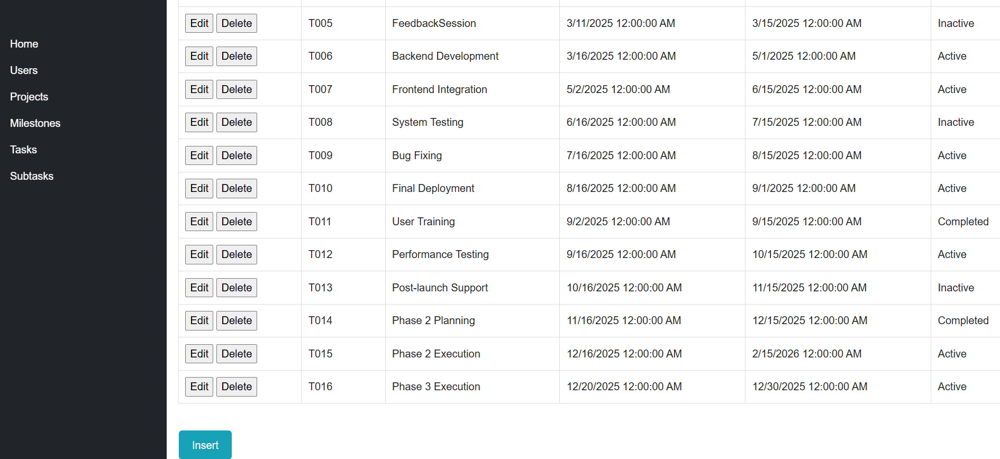 Home
Users
Projects
Milestones
Tasks
Subtasks
Edit Delete T005 FeedbackSession 3/11/2025 12:00:00 AM 3/15/2025 12:00:00 AM Inactive
Edit Delete T006 Backend Development 3/16/2025 12:00:00 AM 5/1/2025 12:00:00 AM Active
Edit Delete T007 Frontend Integration 5/2/2025 12:00:00 AM 6/15/2025 12:00:00 AM Active
Edit Delete T008 System Testing 6/16/2025 12:00:00 AM 7/15/2025 12:00:00 AM Inactive
Edit Delete T009 Bug Fixing 7/16/2025 12:00:00 AM 8/15/2025 12:00:00 AM Active
Edit Delete T010 Final Deployment 8/16/2025 12:00:00 AM 9/1/2025 12:00:00 AM Active
Edit Delete T011 User Training 9/2/2025 12:00:00 AM 9/15/2025 12:00:00 AM Completed
Edit Delete T012 Performance Testing 9/16/2025 12:00:00 AM 10/15/2025 12:00:00 AM Active
Edit Delete T013 Post-launch Support 10/16/2025 12:00:00 AM 11/15/2025 12:00:00 AM Inactive
Edit Delete T014 Phase 2 Planning 11/16/2025 12:00:00 AM 12/15/2025 12:00:00 AM Completed
Edit Delete T015 Phase 2 Execution 12/16/2025 12:00:00 AM 2/15/2026 12:00:00 AM Active
Edit Delete T016 Phase 3 Execution 12/20/2025 12:00:00 AM 12/30/2025 12:00:00 AM Active
Insert